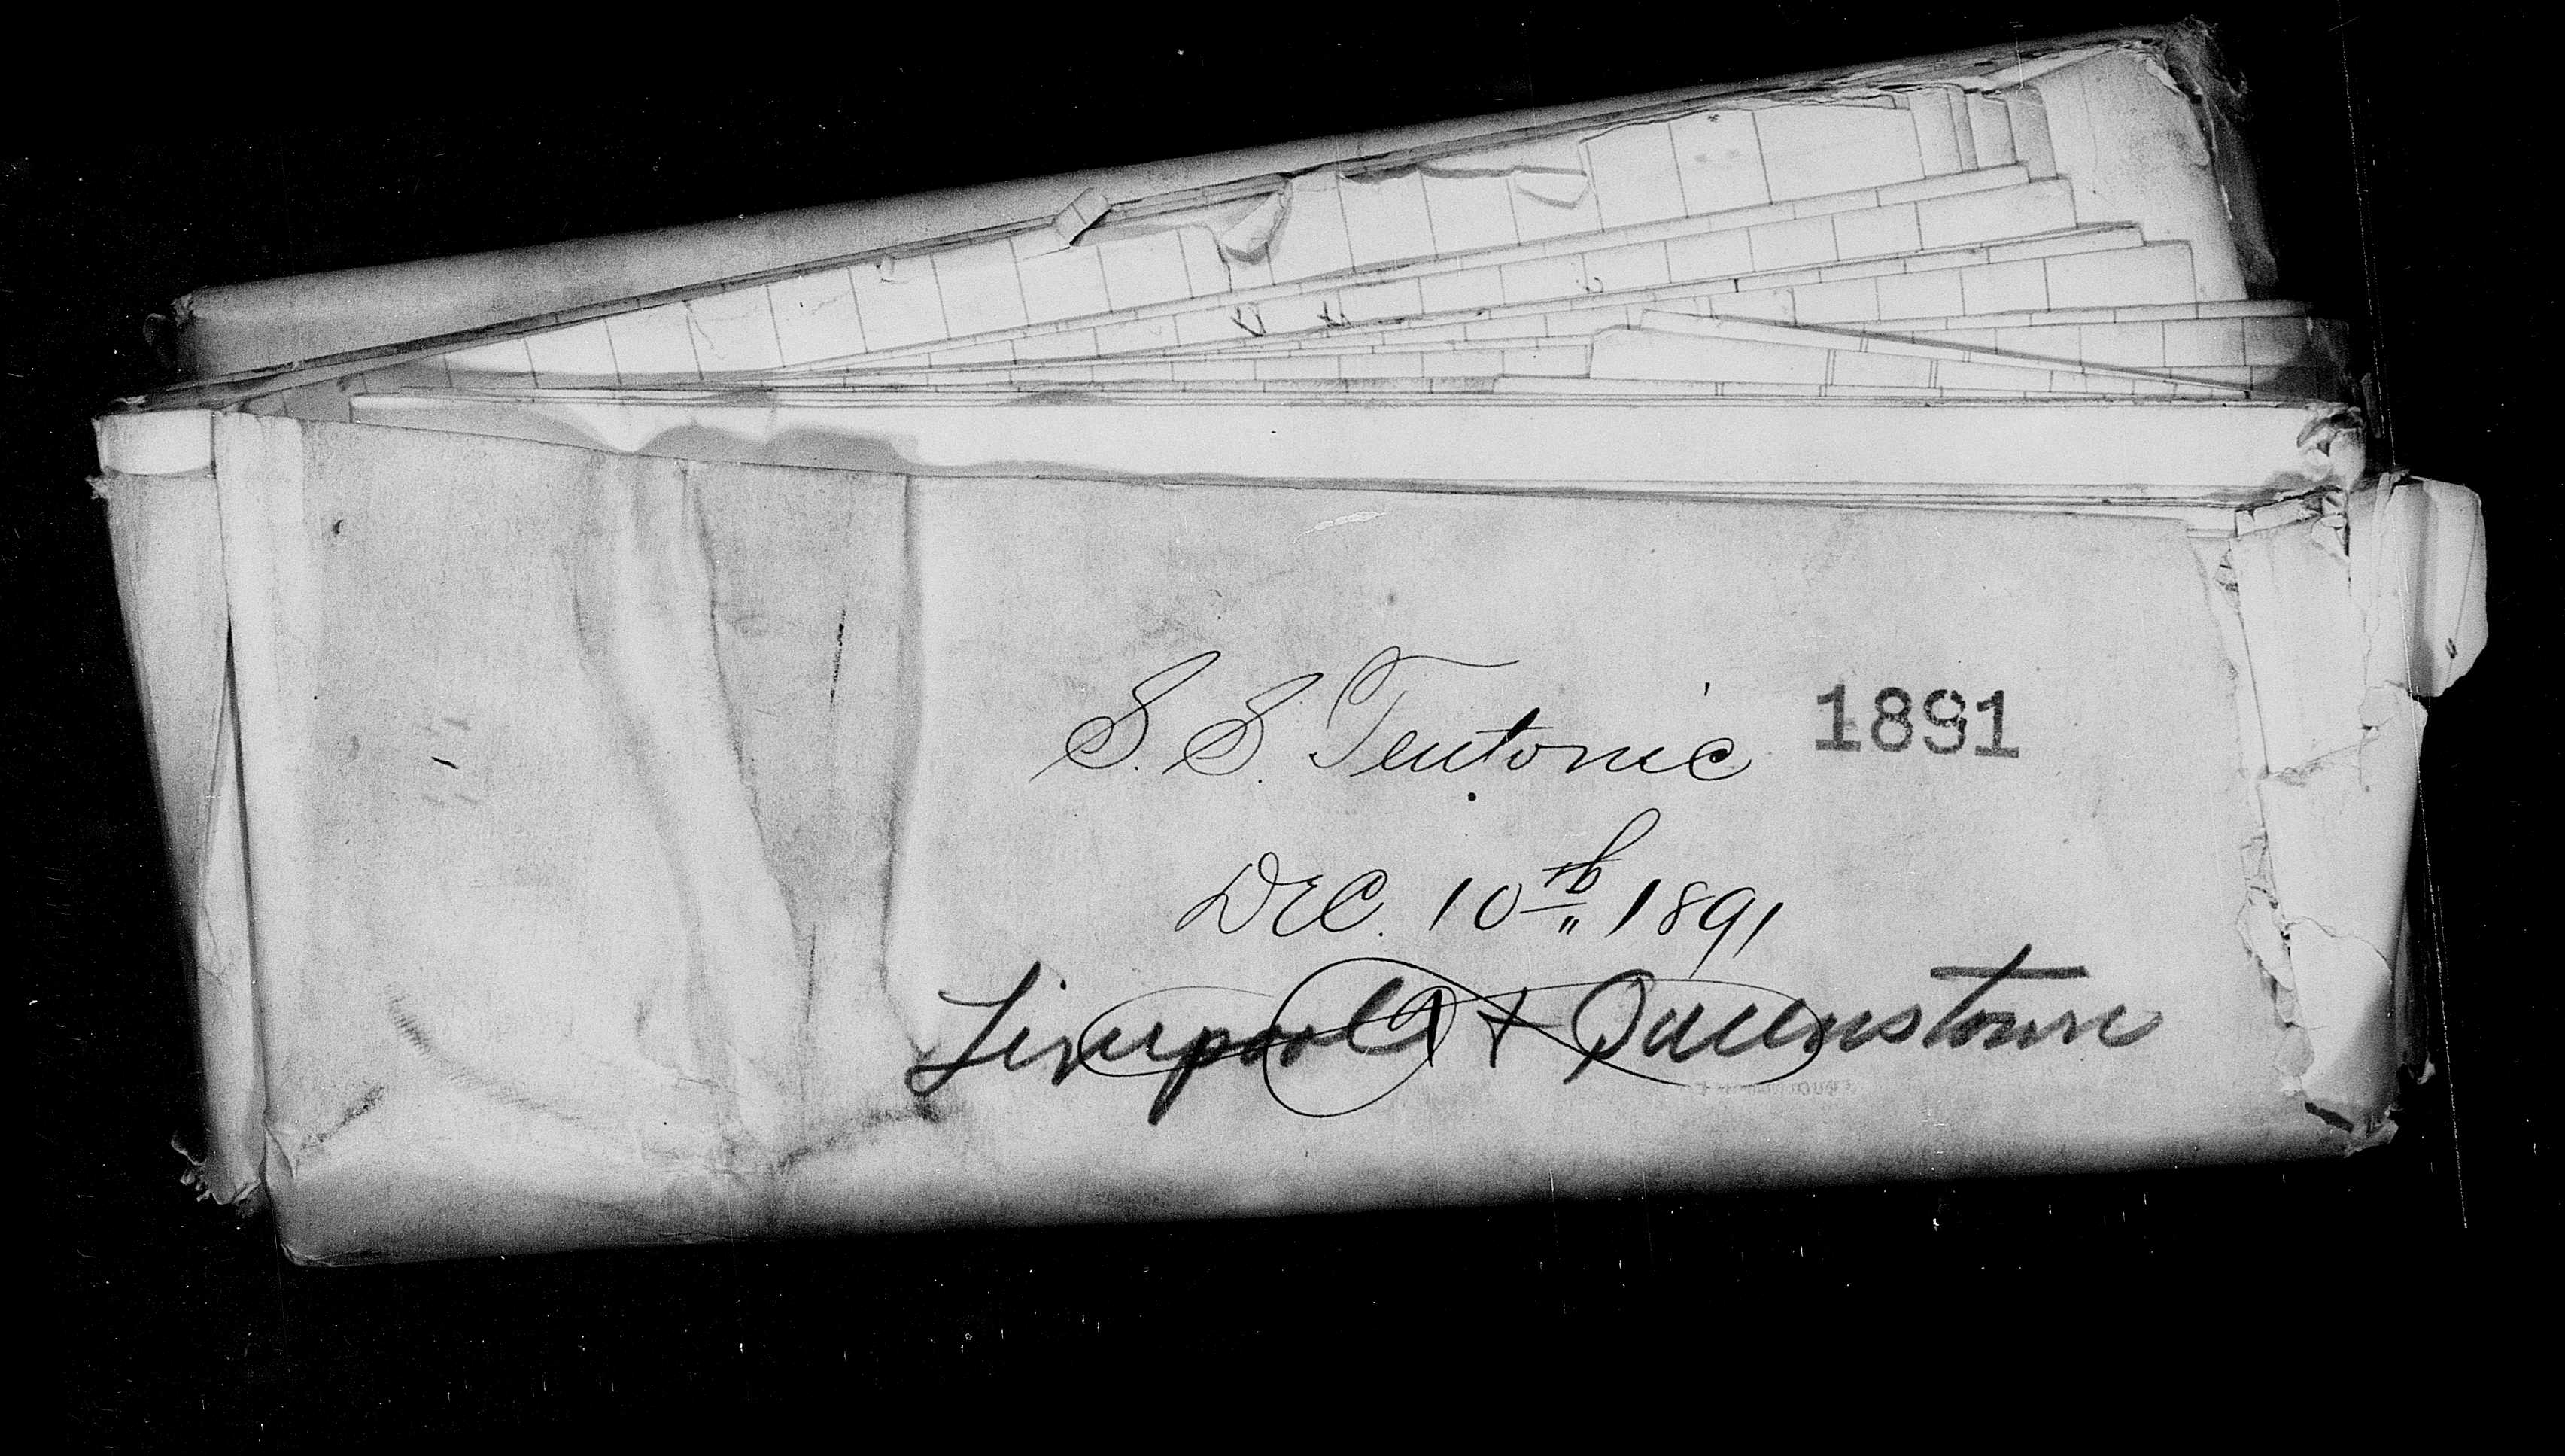 S.S. Teutonic 1891
Dec. 10th 1891
Liverpool & Queenstown